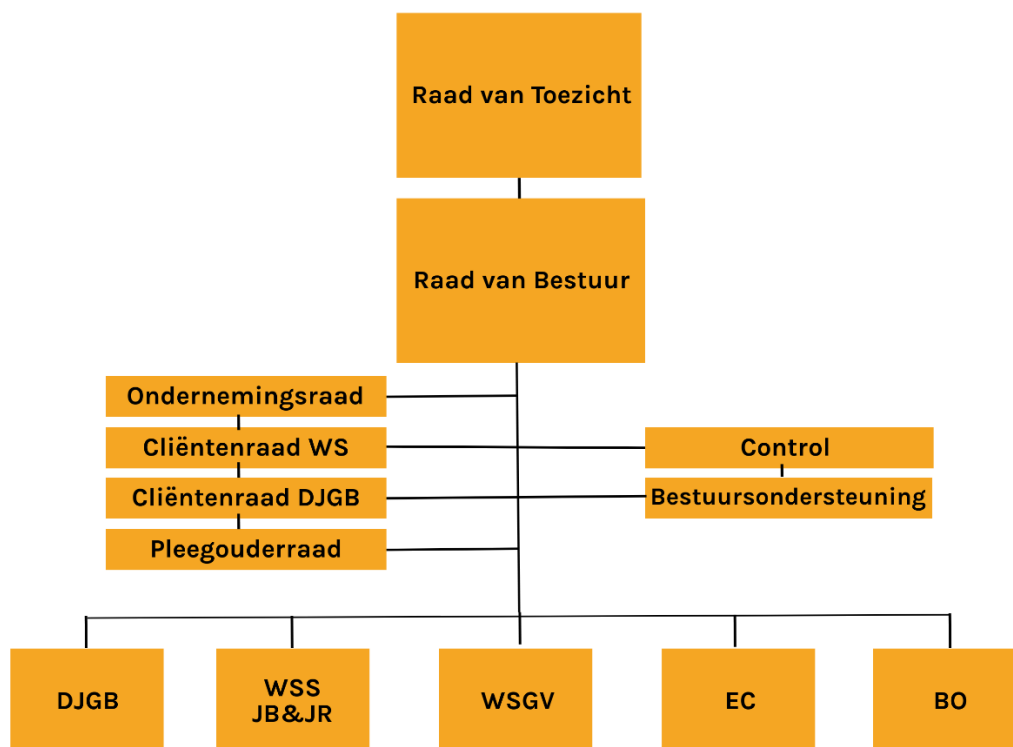 Raad van Toezicht
Raad van Bestuur
Ondernemingsraad
Cliëntenraad WS
Control
Cliëntenraad DJGB
Bestuursondersteuning
Pleegouderraad
DJGB
WSS
JB&JR
WSGV
EC
BO